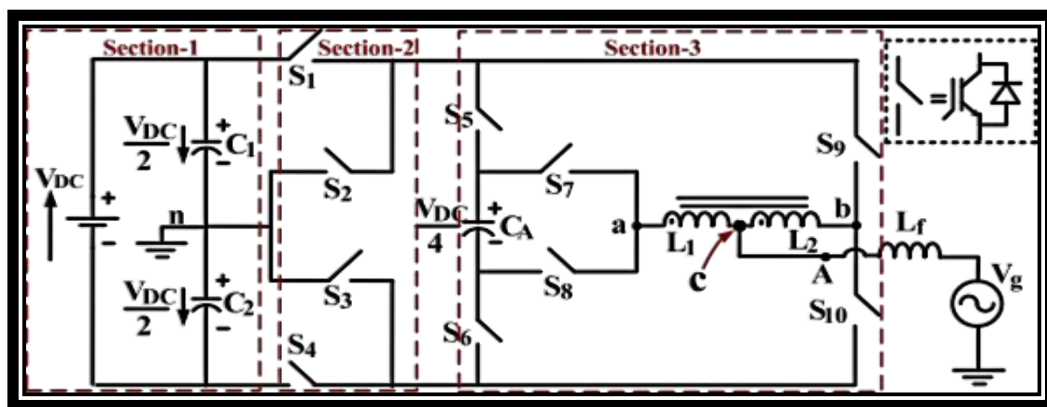 Section-1
Section-2
Section-3
S1
S2
S3
S4
S5
S6
S7
S8
S9
S10
VDC
VDC/2
C1
n
VDC/2
C2
VDC/4
CA
a
L1
c
L2
b
A
Lf
Vg
=